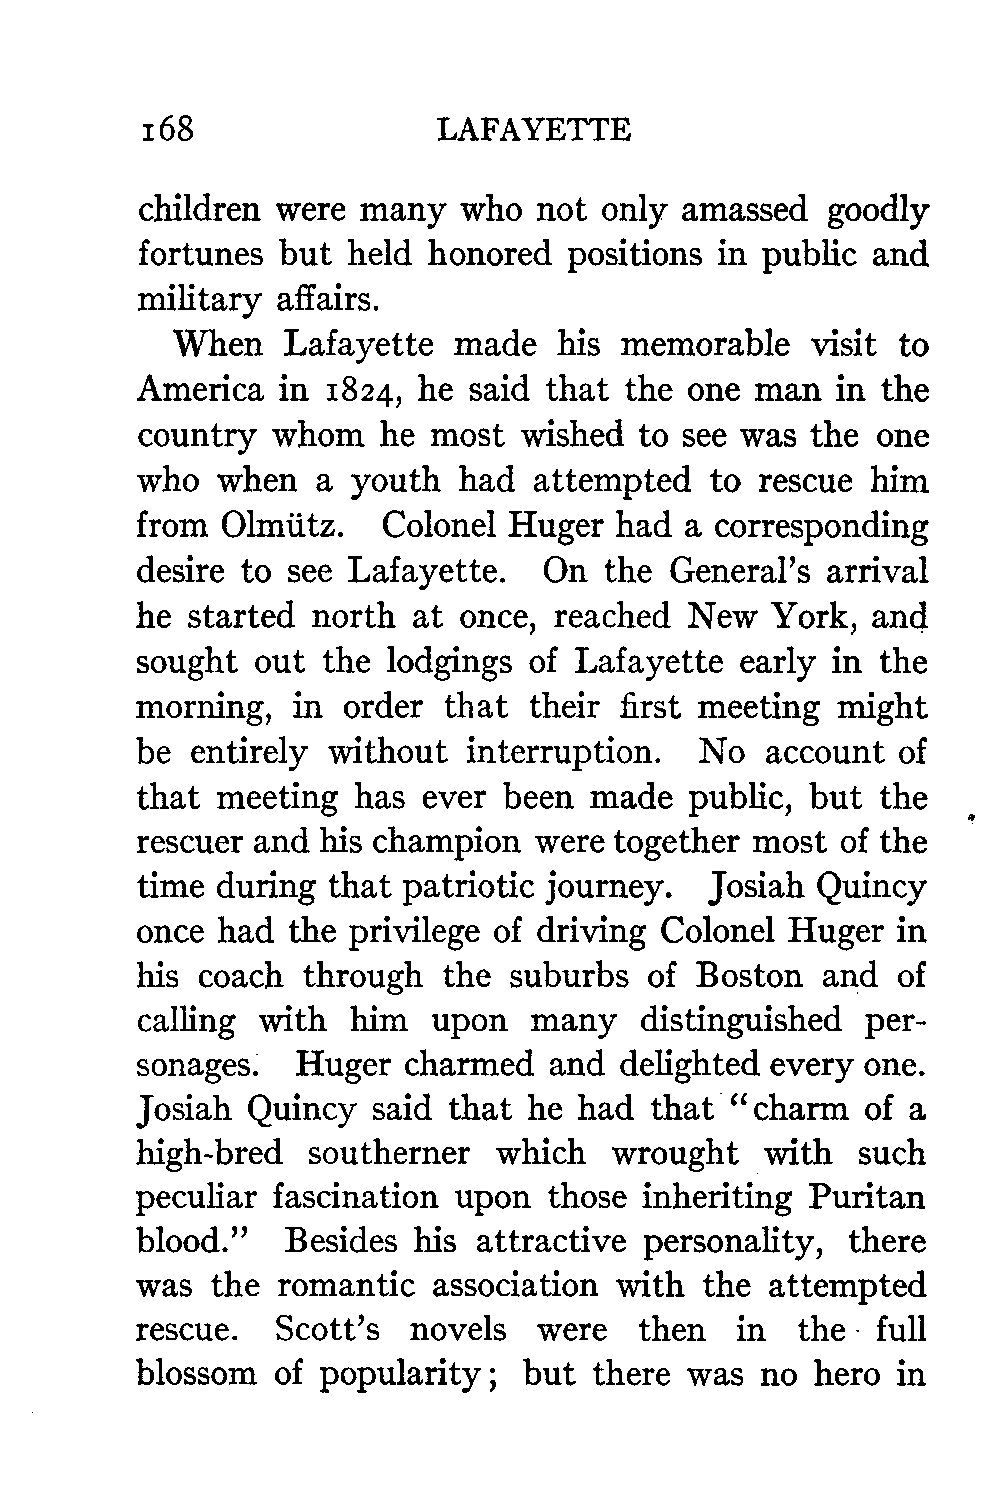 168 LAFAYETTE
children were many who not only amassed goodly
fortunes but held honored positions in public and
military affairs.
When Lafayette made his memorable visit to
America in 1824, he said that the one man in the
country whom he most wished to see was the one
who when a youth had attempted to rescue him
from Olmütz. Colonel Huger had a corresponding
desire to see Lafayette. On the General's arrival
he started north at once, reached New York, and
sought out the lodgings of Lafayette early in the
morning, in order that their first meeting might
be entirely without interruption. No account of
that meeting has ever been made public, but the
rescuer and his champion were together most of the
time during that patriotic journey. Josiah Quincy
once had the privilege of driving Colonel Huger in
his coach through the suburbs of Boston and of
calling with him upon many distinguished per-
sonages. Huger charmed and delighted every one.
Josiah Quincy said that he had that "charm of a
high-bred southerner which wrought with such
peculiar fascination upon those inheriting Puritan
blood." Besides his attractive personality, there
was the romantic association with the attempted
rescue. Scott's novels were then in the full
blossom of popularity; but there was no hero in